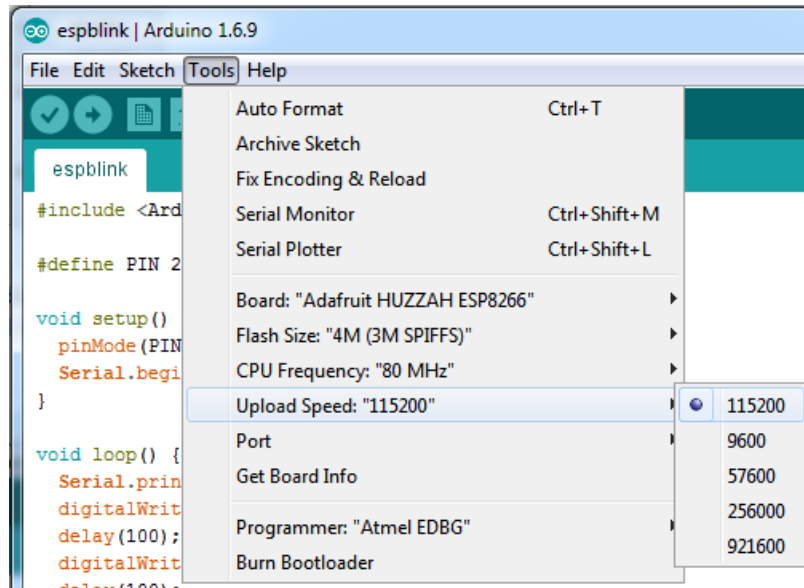 espblink | Arduino 1.6.9
File Edit Sketch Tools Help
espblink
#include <Ard
#define PIN 2
void setup()
pinMode(PIN
Serial.begi
}
void loop() {
Serial.prin
digitalWrit
delay(100);
digitalWrit
delay(100);
Auto Format Ctrl+T
Archive Sketch
Fix Encoding & Reload
Serial Monitor Ctrl+Shift+M
Serial Plotter Ctrl+Shift+L
Board: "Adafruit HUZZAH ESP8266"
Flash Size: "4M (3M SPIFFS)"
CPU Frequency: "80 MHz"
Upload Speed: "115200"
Port
Get Board Info
Programmer: "Atmel EDBG"
Burn Bootloader
115200
9600
57600
256000
921600